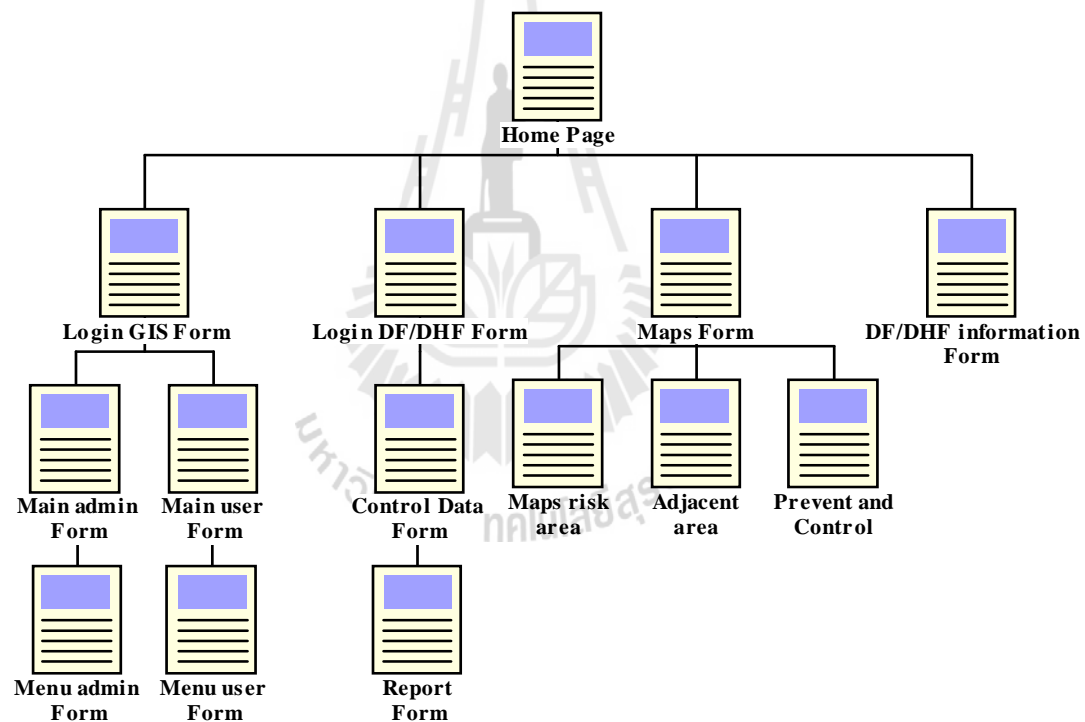 Home Page
Login GIS Form
Login DF/DHF Form
Maps Form
DF/DHF information
Form
Main admin
Form
Main user
Form
Control Data
Form
Maps risk
area
Adjacent
area
Prevent and
Control
Menu admin
Form
Menu user
Form
Report
Form